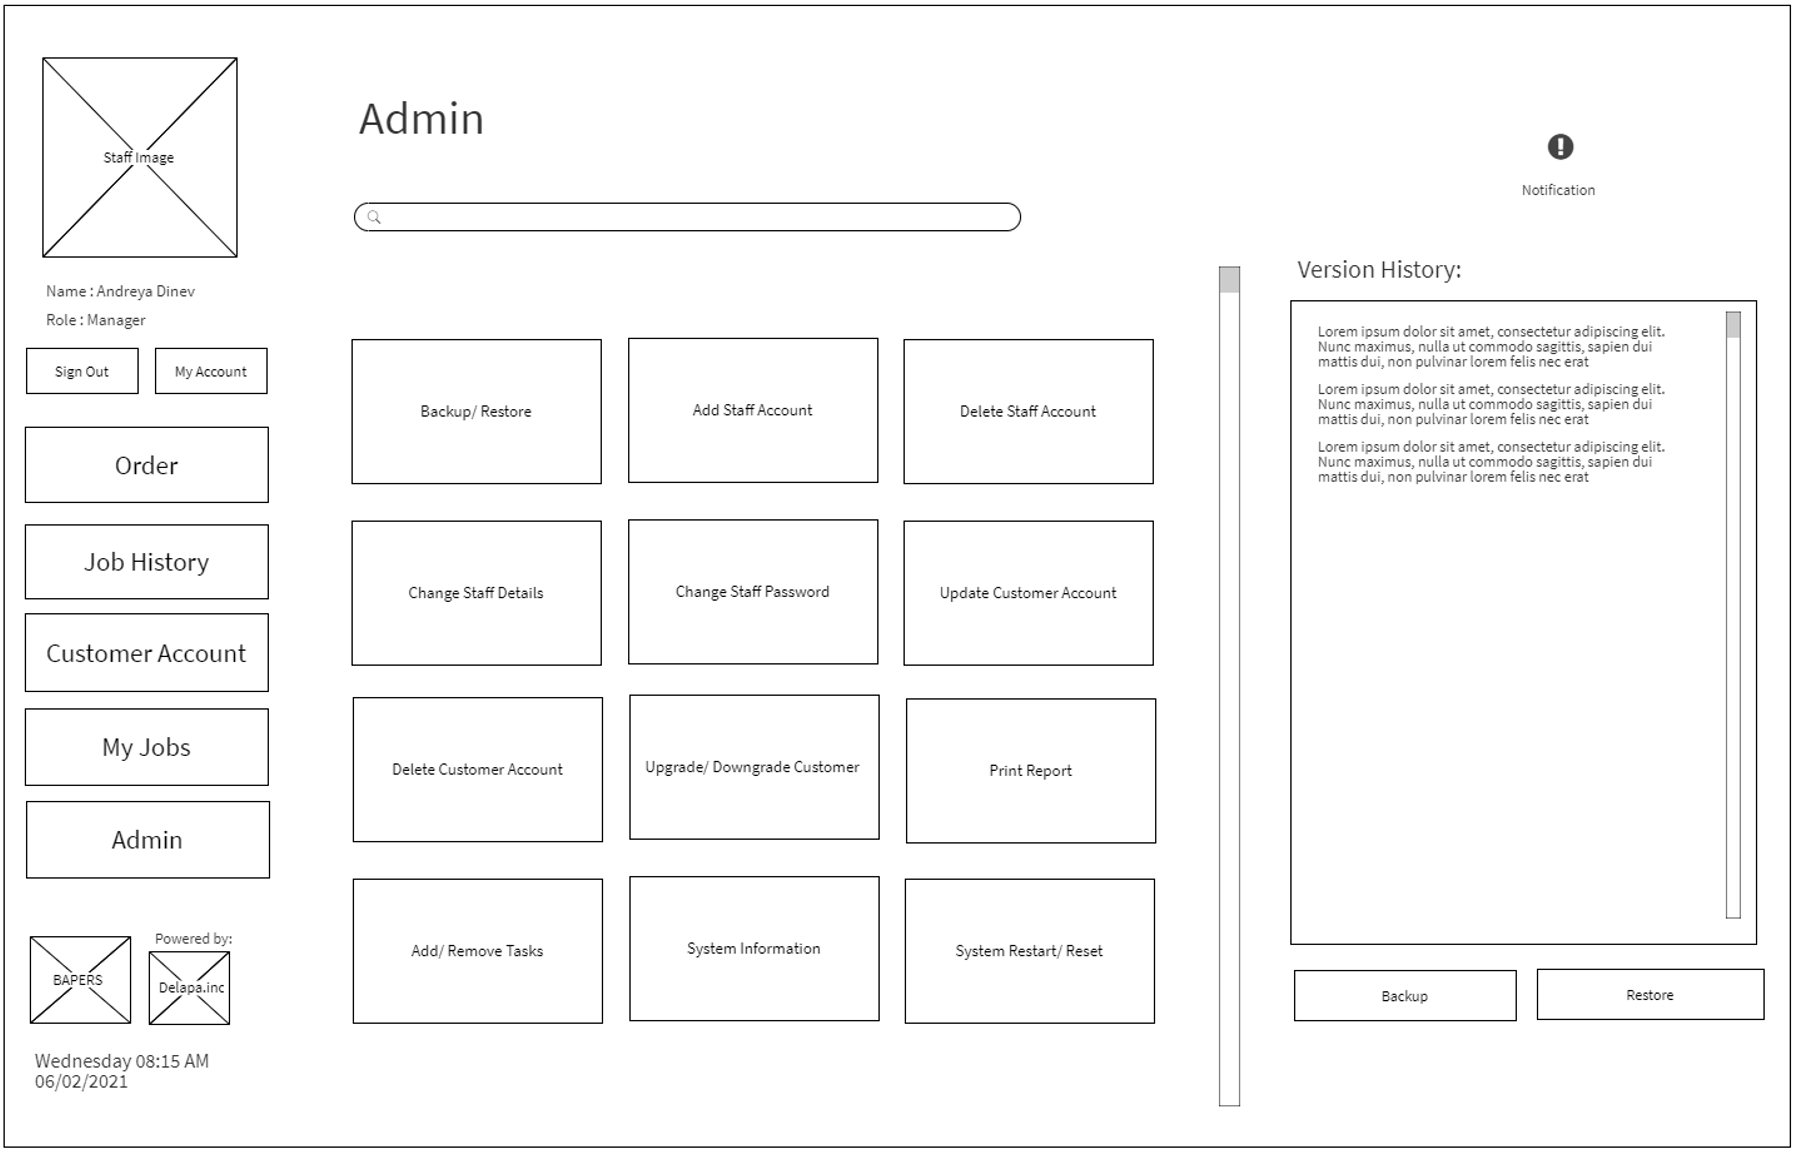 Staff Image
Name : Andreya Dinev
Role : Manager
Sign Out
My Account
Order
Job History
Customer Account
My Jobs
Admin
BAPERS
Powered by:
Delapa.inc
Wednesday 08:15 AM
06/02/2021
Admin
Backup/ Restore
Add Staff Account
Delete Staff Account
Change Staff Details
Change Staff Password
Update Customer Account
Delete Customer Account
Upgrade/ Downgrade Customer
Print Report
Add/ Remove Tasks
System Information
System Restart/ Reset
Notification
Version History:
Lorem ipsum dolor sit amet, consectetur adipiscing elit.
Nunc maximus, nulla ut commodo sagittis, sapien dui
mattis dui, non pulvinar lorem felis nec erat
Lorem ipsum dolor sit amet, consectetur adipiscing elit.
Nunc maximus, nulla ut commodo sagittis, sapien dui
mattis dui, non pulvinar lorem felis nec erat
Lorem ipsum dolor sit amet, consectetur adipiscing elit.
Nunc maximus, nulla ut commodo sagittis, sapien dui
mattis dui, non pulvinar lorem felis nec erat
Backup
Restore